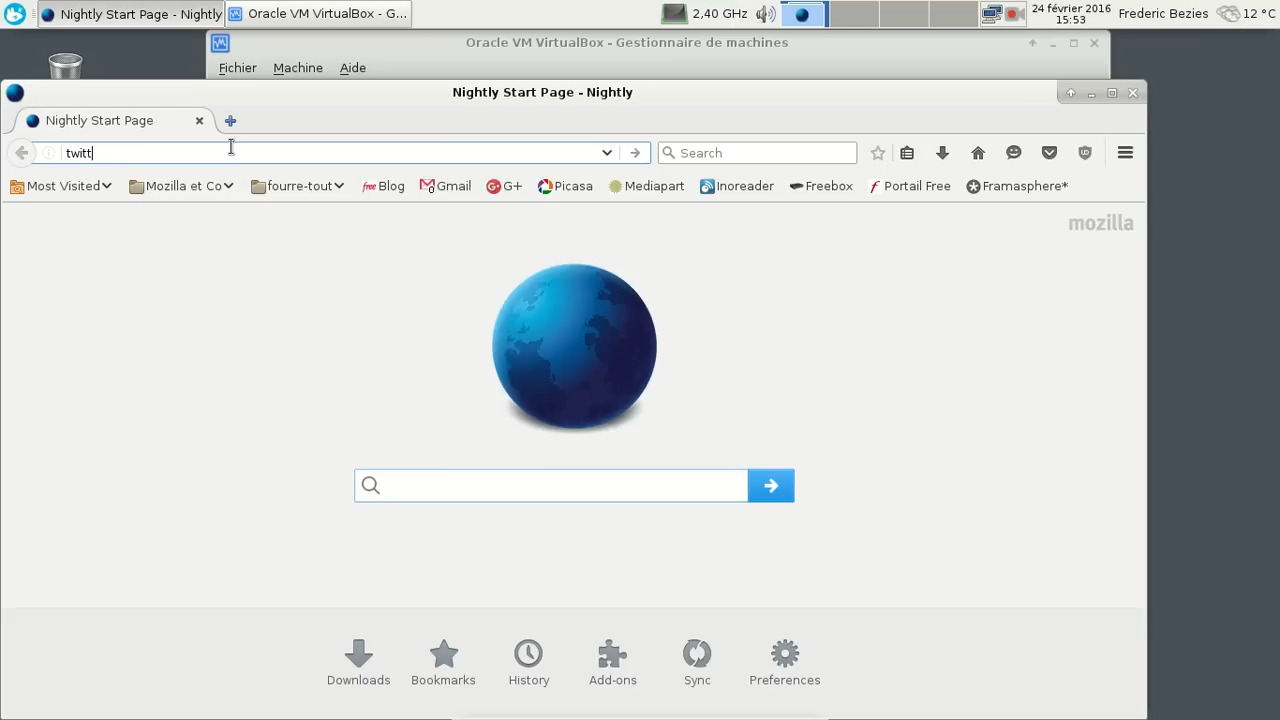 Nightly Start Page - Nightly
Oracle VM VirtualBox - G...
2,40 GHz
24 février 2016
15:53
Frederic Bezies
12 °C
Oracle VM VirtualBox - Gestionnaire de machines
Fichier Machine Aide
Nightly Start Page - Nightly
Nightly Start Page
twitt
Search
Most Visited Mozilla et Co fourre-tout free Blog Gmail G+ Picasa Mediapart Inoreader Freebox Portail Free Framasphere*
mozilla
Downloads Bookmarks History Add-ons Sync Preferences